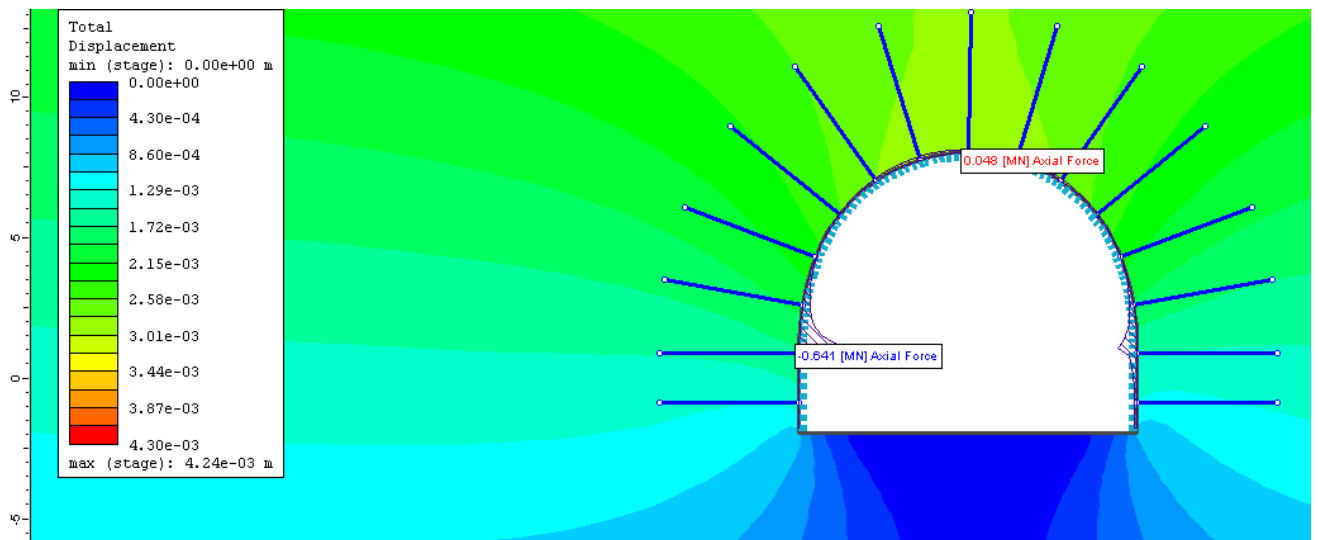 Total
Displacement
min (stage): 0.00e+00 m
0.00e+00
4.30e-04
8.60e-04
1.29e-03
1.72e-03
2.15e-03
2.58e-03
3.01e-03
3.44e-03
3.87e-03
4.30e-03
max (stage): 4.24e-03 m
10
5
0
-5
0.048 [MN] Axial Force
-0.641 [MN] Axial Force